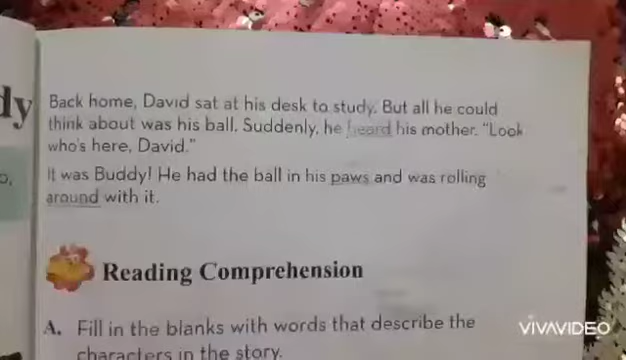 dy
Back home, David sat at his desk to study. But all he could
think about was his ball. Suddenly, he heard his mother. "Look
who's here, David."
It was Buddy! He had the ball in his paws and was rolling
around with it.
Reading Comprehension
A. Fill in the blanks with words that describe the
characters in the story.
VIVAVIDEO